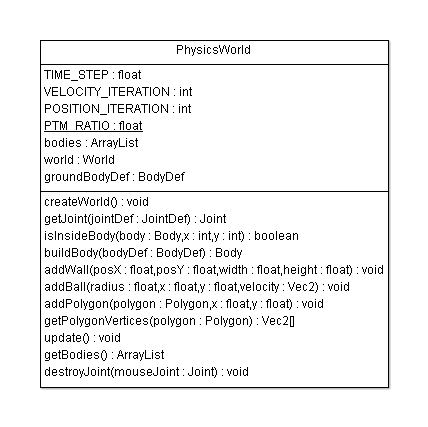 PhysicsWorld
TIME_STEP : float
VELOCITY_ITERATION : int
POSITION_ITERATION : int
PTM_RATIO : float
bodies : ArrayList
world : World
groundBodyDef : BodyDef
createWorld() : void
getJoint(jointDef : JointDef) : Joint
isInsideBody(body : Body,x : int,y : int) : boolean
buildBody(bodyDef : BodyDef) : Body
addWall(posX : float,posY : float,width : float,height : float) : void
addBall(radius : float,x : float,y : float,velocity : Vec2) : void
addPolygon(polygon : Polygon,x : float,y : float) : void
getPolygonVertices(polygon : Polygon) : Vec2[]
update() : void
getBodies() : ArrayList
destroyJoint(mouseJoint : Joint) : void